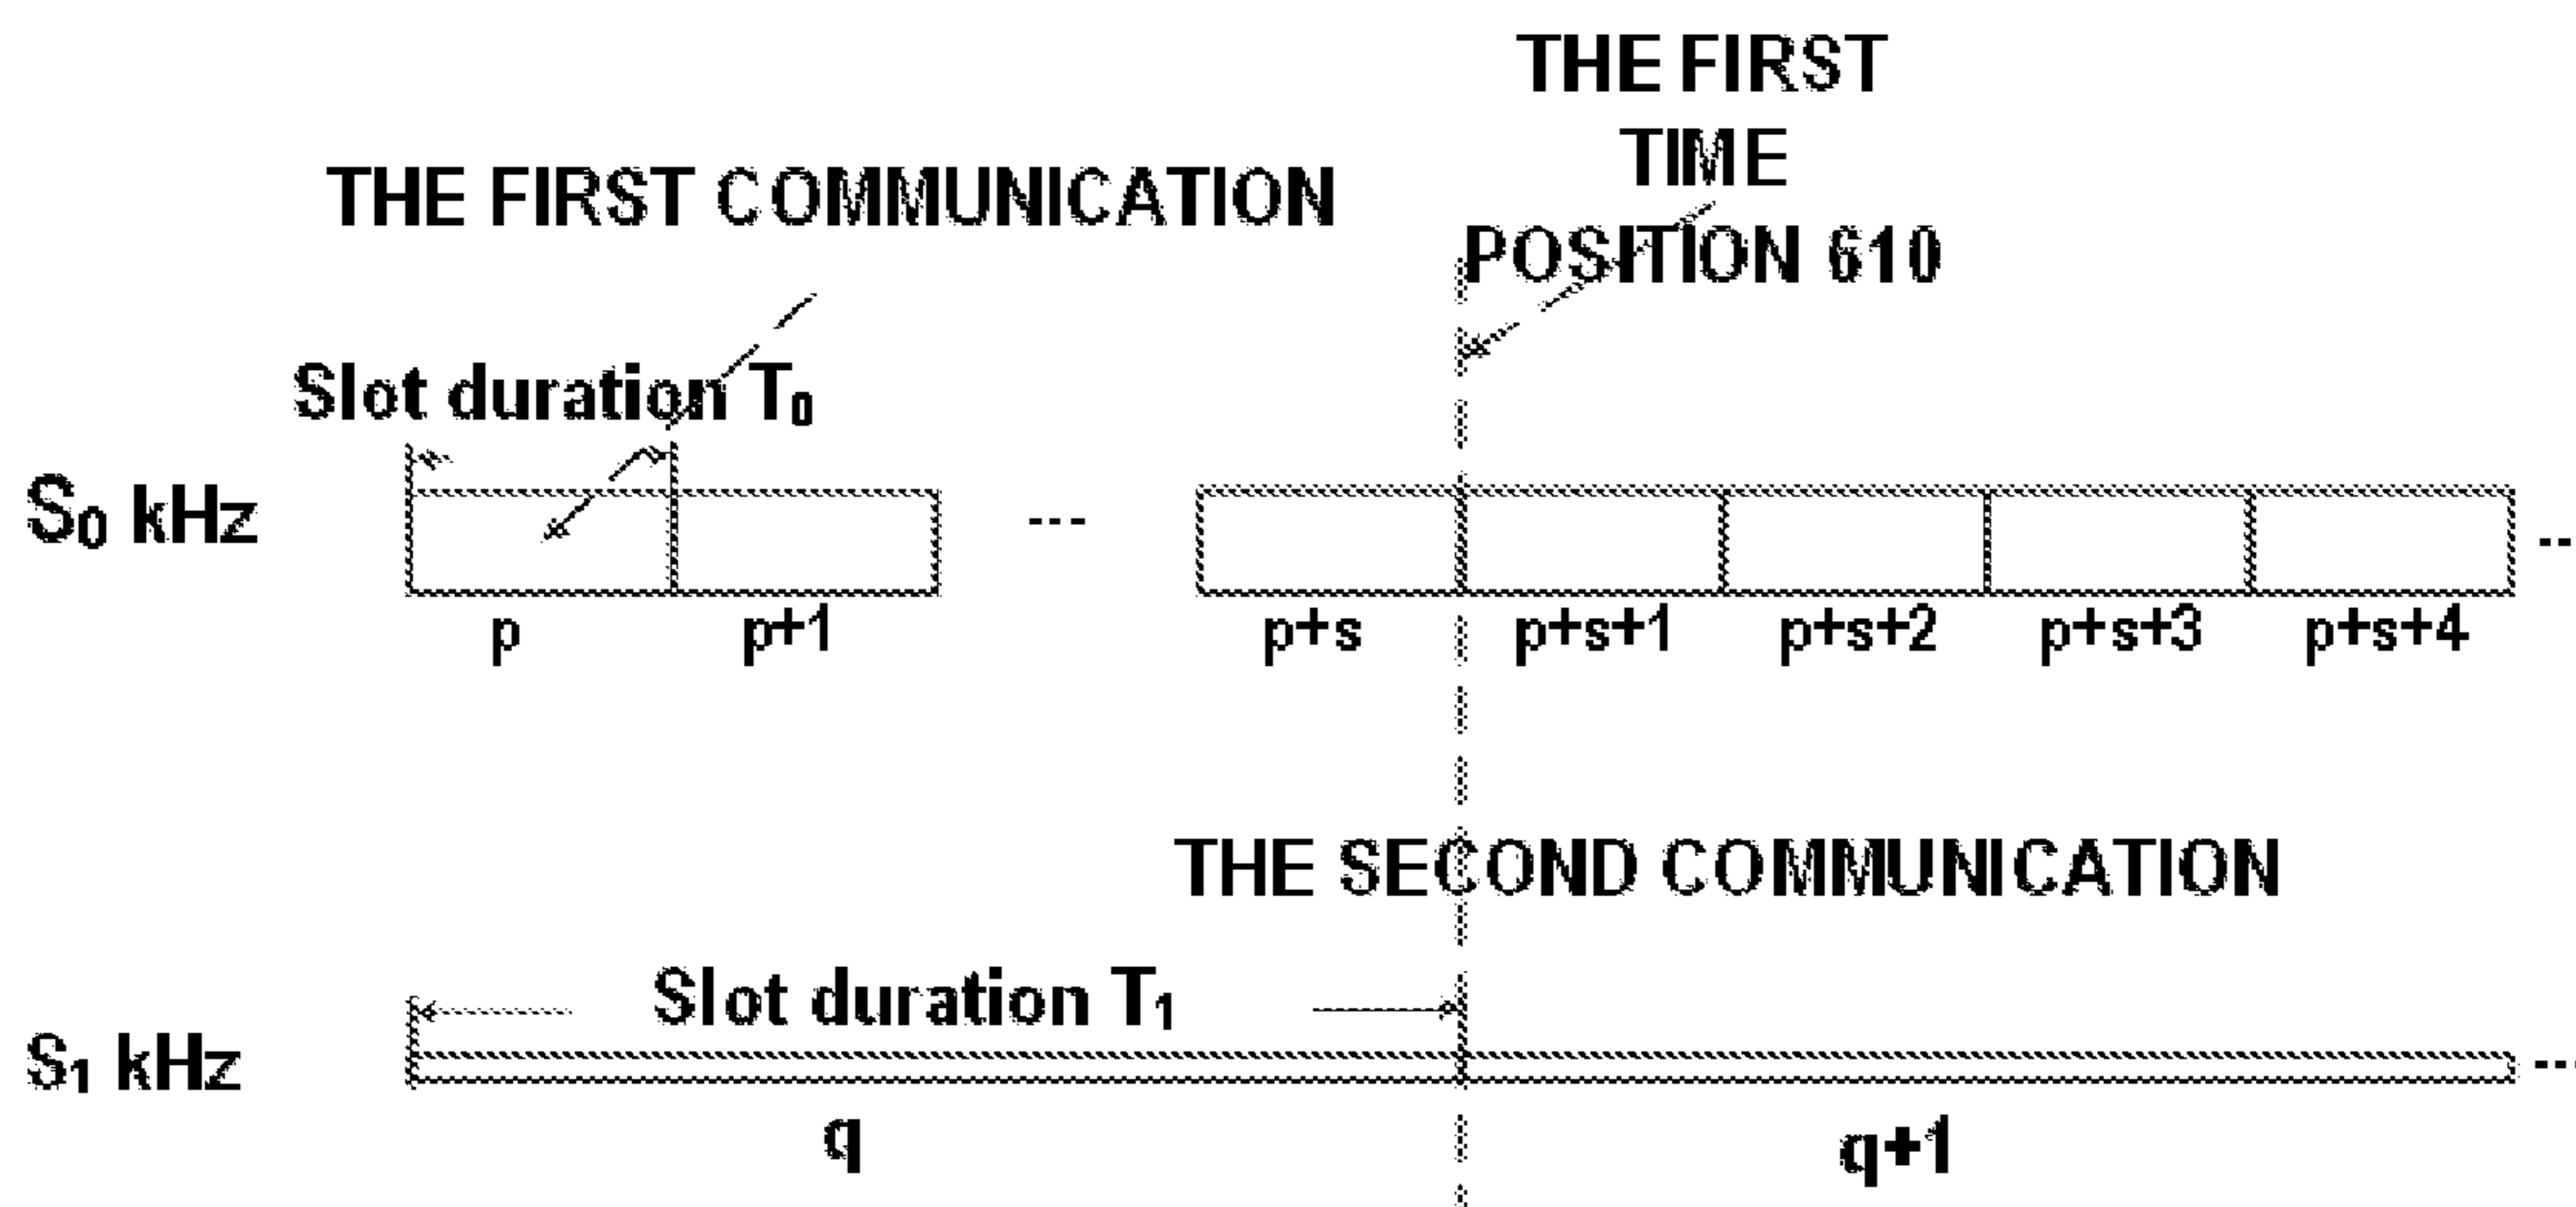 THE FIRST
TIME
POSITION 610
THE FIRST COMMUNICATION
Slot duration T₀
S₀ kHz
---
--
p
p+1
p+s
p+s+1
p+s+2
p+s+3
p+s+4
THE SECOND COMMUNICATION
Slot duration T₁
S₁ kHz
---
q
q+1